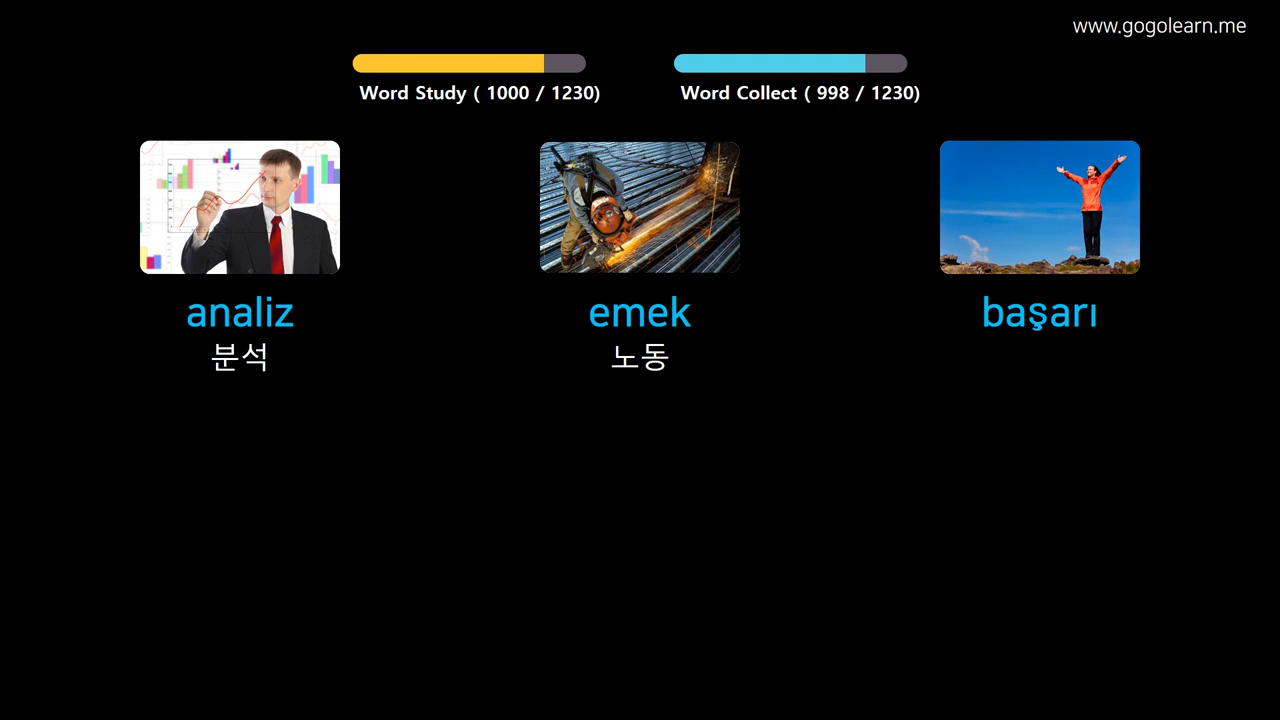 www.gogolearn.me
Word Study ( 1000 / 1230)
Word Collect ( 998 / 1230)
analiz
분석
emek
노동
başarı